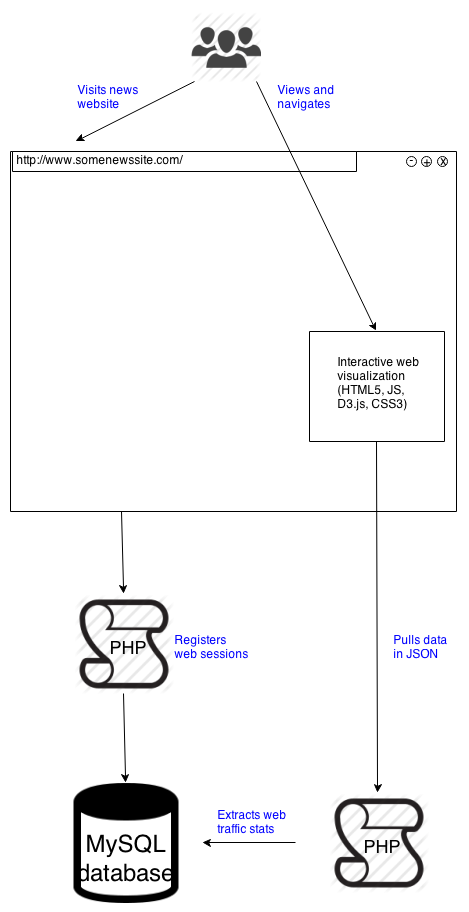 Visits news
website
Views and
navigates
http://www.somenewssite.com/
- + X
Interactive web
visualization
(HTML5, JS,
D3.js, CSS3)
PHP
Registers
web sessions
Pulls data
in JSON
MySQL
database
Extracts web
traffic stats
PHP